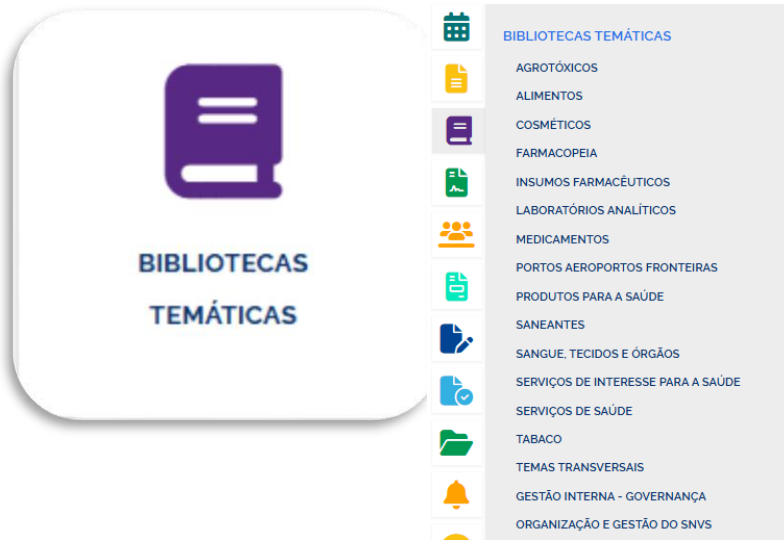 BIBLIOTECAS
TEMÁTICAS
BIBLIOTECAS TEMÁTICAS
AGROTÓXICOS
ALIMENTOS
COSMÉTICOS
FARMACOPEIA
INSUMOS FARMACÊUTICOS
LABORATÓRIOS ANALÍTICOS
MEDICAMENTOS
PORTOS AEROPORTOS FRONTEIRAS
PRODUTOS PARA A SAÚDE
SANEANTES
SANGUE, TECIDOS E ÓRGÃOS
SERVIÇOS DE INTERESSE PARA A SAÚDE
SERVIÇOS DE SAÚDE
TABACO
TEMAS TRANSVERSAIS
GESTÃO INTERNA - GOVERNANÇA
ORGANIZAÇÃO E GESTÃO DO SNVS